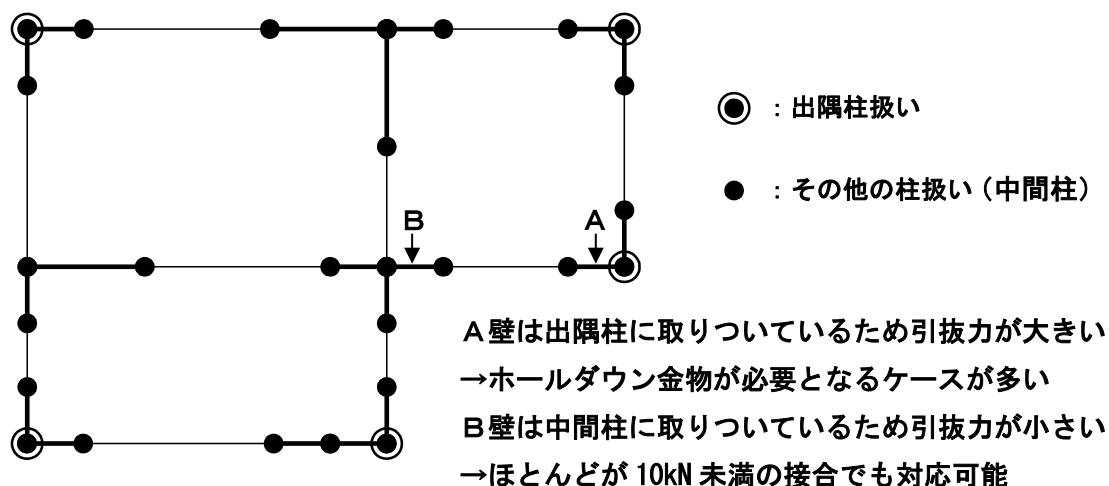 ：出隅柱扱い
：その他の柱扱い（中間柱）
B
A
A壁は出隅柱に取りついているため引抜力が大きい
→ホールダウン金物が必要となるケースが多い
B壁は中間柱に取りついているため引抜力が小さい
→ほとんどが10kN未満の接合でも対応可能